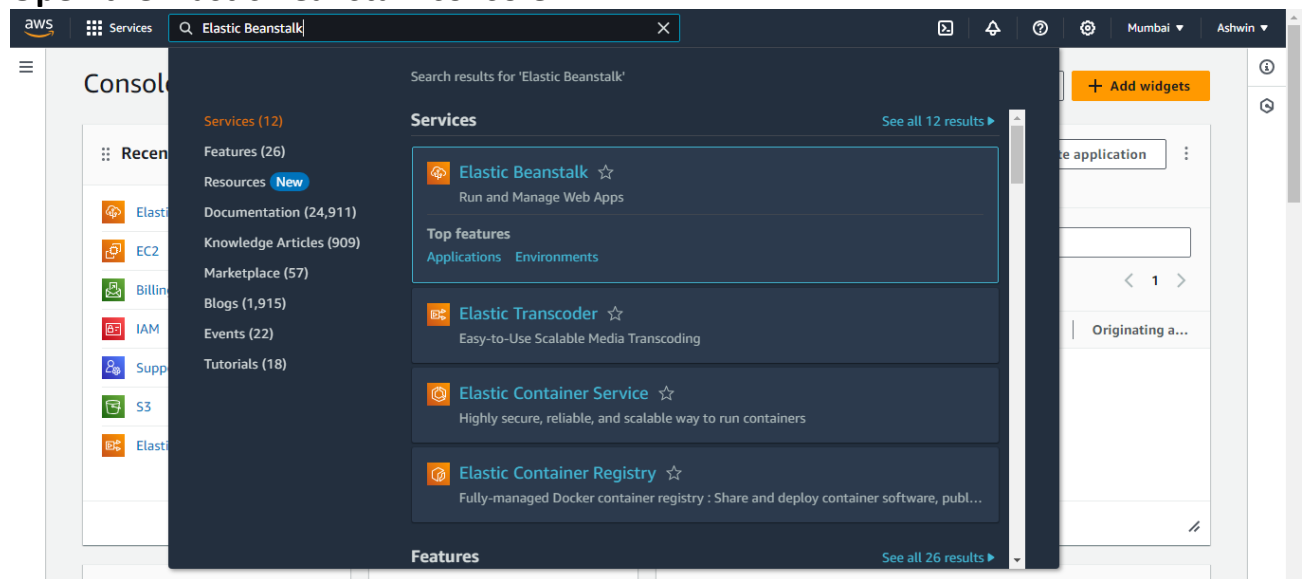 aws
Services
Elastic Beanstalk
Mumbai ▼
Ashwin ▼
Search results for 'Elastic Beanstalk'
+ Add widgets
Services (12)
Features (26)
Resources New
Documentation (24,911)
Knowledge Articles (909)
Marketplace (57)
Blogs (1,915)
Events (22)
Tutorials (18)
Services
See all 12 results ▶
Elastic Beanstalk
Run and Manage Web Apps
Top features
Applications Environments
Elastic Transcoder
Easy-to-Use Scalable Media Transcoding
Elastic Container Service
Highly secure, reliable, and scalable way to run containers
Elastic Container Registry
Fully-managed Docker container registry : Share and deploy container software, publ...
Features
See all 26 results ▶
Consol
Recen
Elasti
EC2
Billin
IAM
Supp
S3
Elasti
te application
< 1 >
Originating a...